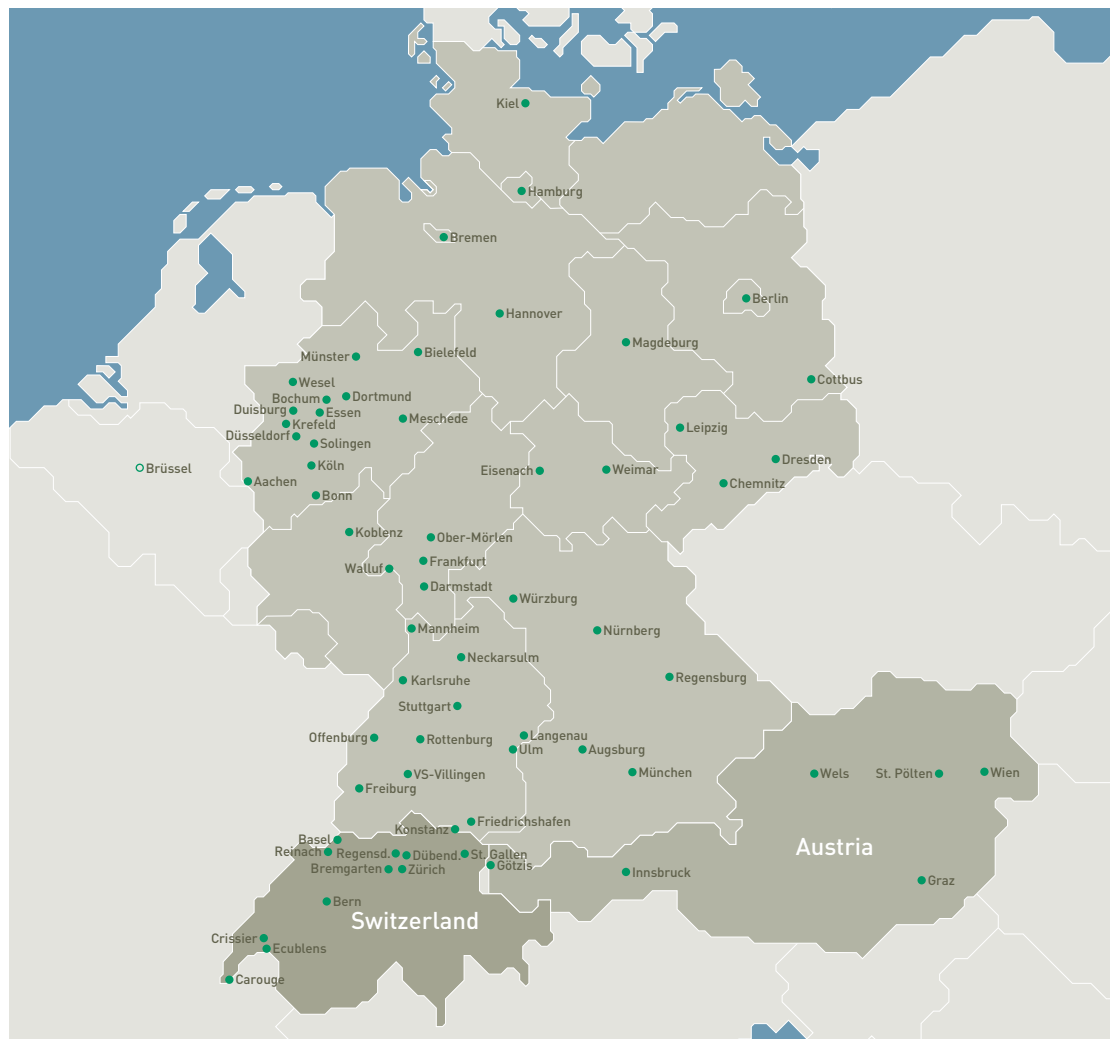 Kiel
Hamburg
Bremen
Berlin
Hannover
Magdeburg
Bielefeld
Münster
Cottbus
Wesel
Dortmund
Bochum
Duisburg
Essen
Meschede
Krefeld
Leipzig
Düsseldorf
Solingen
Dresden
Köln
Brüssel
Eisenach
Weimar
Aachen
Chemnitz
Bonn
Koblenz
Ober-Mörlen
Frankfurt
Walluf
Darmstadt
Würzburg
Mannheim
Nürnberg
Neckarsulm
Regensburg
Karlsruhe
Stuttgart
Langenau
Offenburg
Rottenburg
Ulm
Augsburg
München
VS-Villingen
Wels
St. Pölten
Wien
Freiburg
Friedrichshafen
Konstanz
Basel
Austria
Reinach
Regensd.
Dübend.
St. Gallen
Götzis
Bremgarten
Zürich
Innsbruck
Graz
Bern
Switzerland
Crissier
Ecublens
Carouge